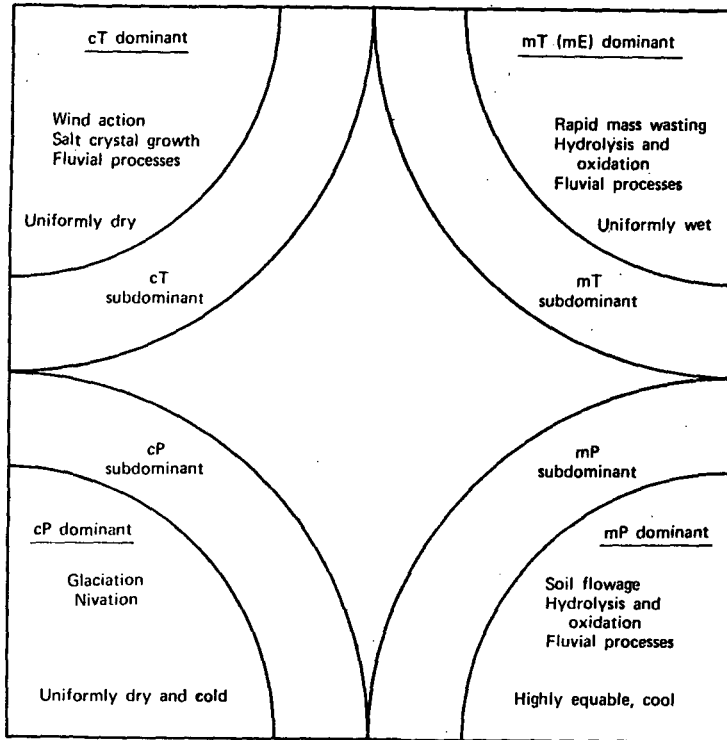 cT dominant
Wind action
Salt crystal growth
Fluvial processes
Uniformly dry
cT
subdominant
mT (mE) dominant
Rapid mass wasting
Hydrolysis and
oxidation
Fluvial processes
Uniformly wet
mT
subdominant
cP
subdominant
cP dominant
Glaciation
Nivation
Uniformly dry and cold
mP
subdominant
mP dominant
Soil flowage
Hydrolysis and
oxidation
Fluvial processes
Highly equable, cool